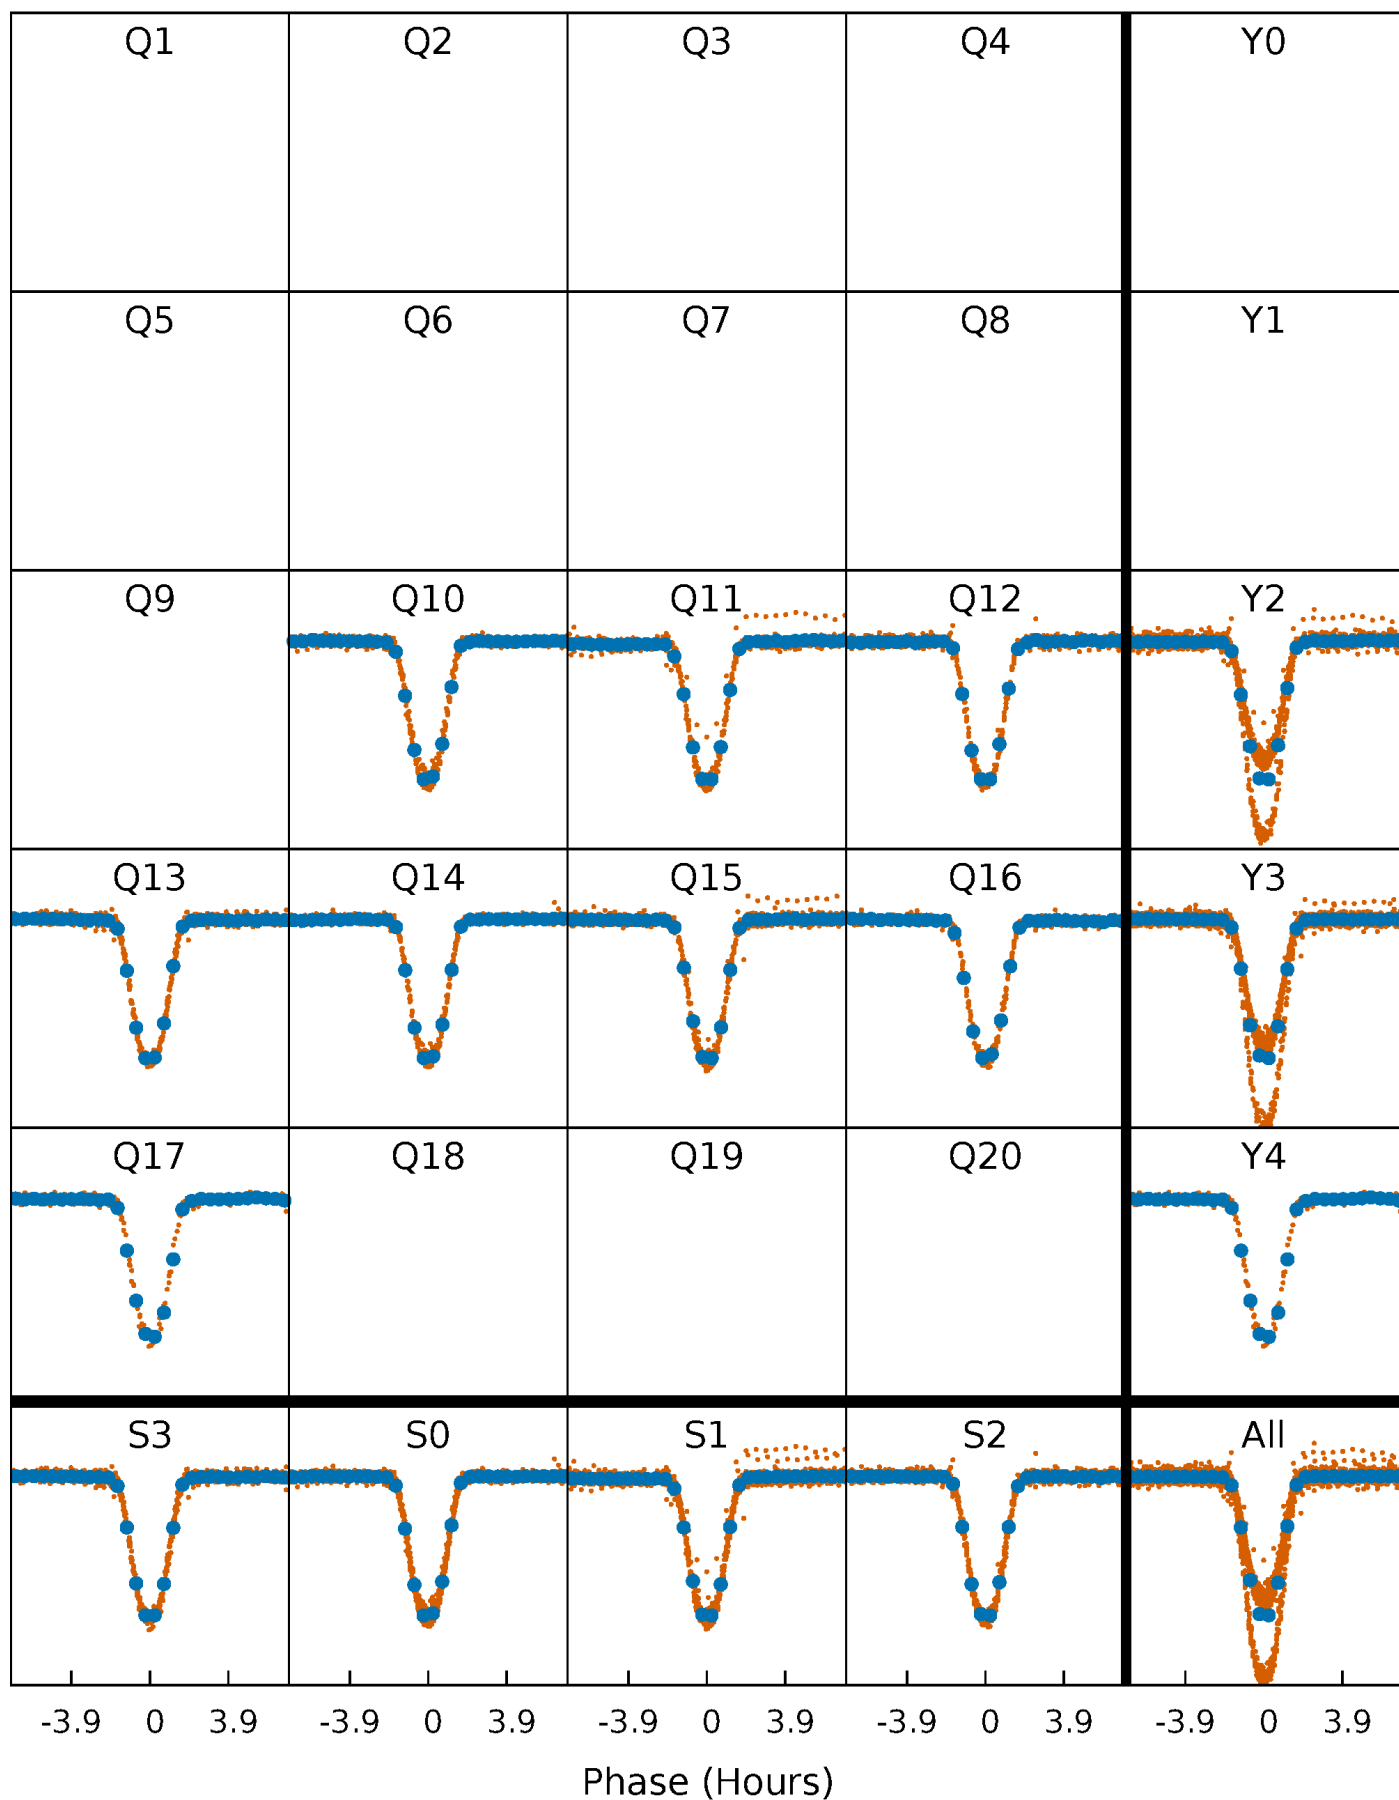 Q1 Q2 Q3 Q4 Y0
Q5 Q6 Q7 Q8 Y1
Q9 Q10 Q11 Q12 Y2
Q13 Q14 Q15 Q16 Y3
Q17 Q18 Q19 Q20 Y4
S3 S0 S1 S2 All
-3.9 0 3.9 -3.9 0 3.9 -3.9 0 3.9 -3.9 0 3.9 -3.9 0 3.9
Phase (Hours)